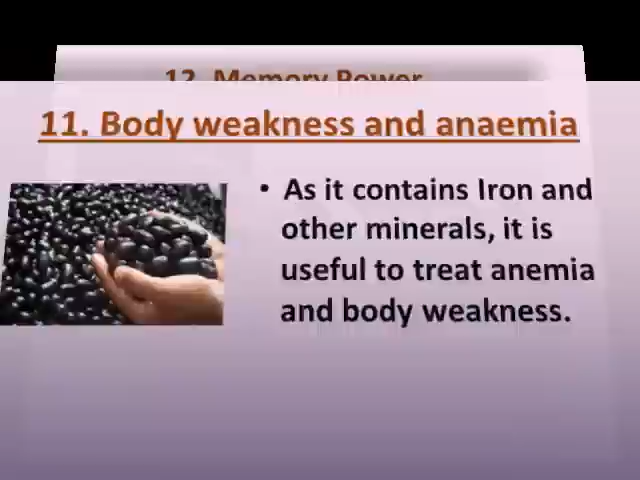 12. Memory Power
11. Body weakness and anaemia
• As it contains Iron and
other minerals, it is
useful to treat anemia
and body weakness.